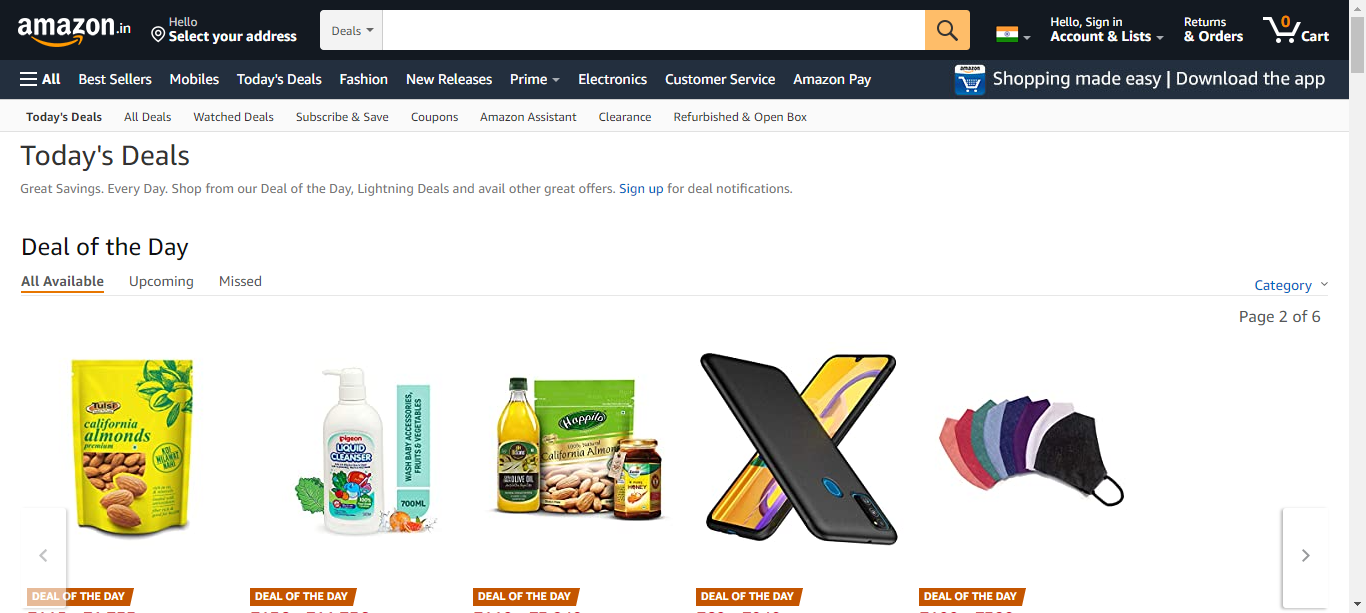 amazon.in
Hello
Select your address
Deals
Hello, Sign in
Account & Lists
Returns
& Orders
0
Cart
All
Best Sellers
Mobiles
Today's Deals
Fashion
New Releases
Prime
Electronics
Customer Service
Amazon Pay
amazon
Shopping made easy | Download the app
Today's Deals
All Deals
Watched Deals
Subscribe & Save
Coupons
Amazon Assistant
Clearance
Refurbished & Open Box
Today's Deals
Great Savings. Every Day. Shop from our Deal of the Day, Lightning Deals and avail other great offers. Sign up for deal notifications.
Deal of the Day
All Available
Upcoming
Missed
Category
Page 2 of 6
Tulsi
california
almonds
premium
Pigeon
LIQUID
CLEANSER
WASH BABY ACCESSORIES,
FRUITS & VEGETABLES
700ML
OLIVE OIL
Happilo
100% Natural
California Almonds
HONEY
DEAL OF THE DAY
DEAL OF THE DAY
DEAL OF THE DAY
DEAL OF THE DAY
DEAL OF THE DAY